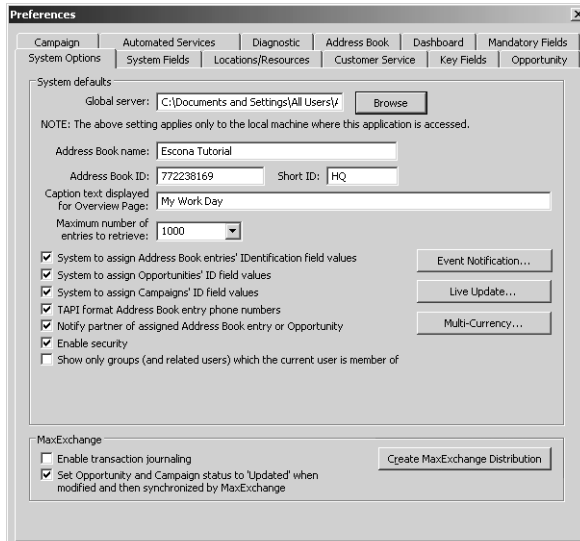 Preferences
Campaign Automated Services Diagnostic Address Book Dashboard Mandatory Fields
System Options System Fields Locations/Resources Customer Service Key Fields Opportunity
System defaults
Global server: C:\Documents and Settings\All Users\A Browse
NOTE: The above setting applies only to the local machine where this application is accessed.
Address Book name: Escona Tutorial
Address Book ID: 772238169 Short ID: HQ
Caption text displayed
for Overview Page: My Work Day
Maximum number of
entries to retrieve: 1000
System to assign Address Book entries' IDentification field values
Event Notification...
System to assign Opportunities' ID field values
System to assign Campaigns' ID field values
Live Update...
TAPI format Address Book entry phone numbers
Notify partner of assigned Address Book entry or Opportunity
Multi-Currency...
Enable security
Show only groups (and related users) which the current user is member of
MaxExchange
Enable transaction journaling
Create MaxExchange Distribution
Set Opportunity and Campaign status to 'Updated' when
modified and then synchronized by MaxExchange